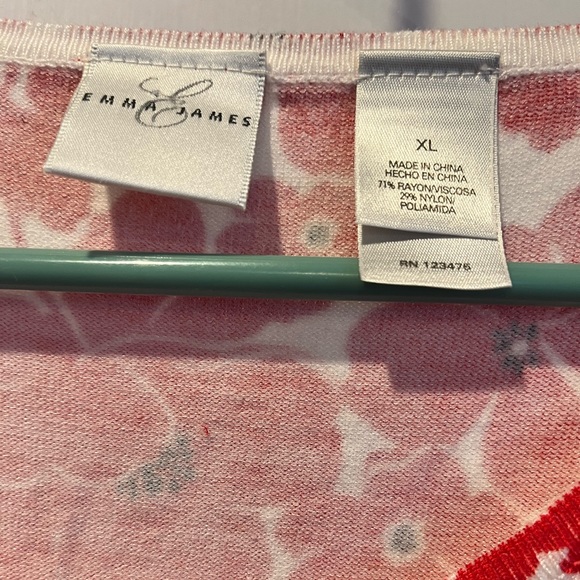 EMMA JAMES
XL
MADE IN CHINA
HECHO EN CHINA
71% RAYON/VISCOSA
29% NYLON/
POLIAMIDA
RN 123476